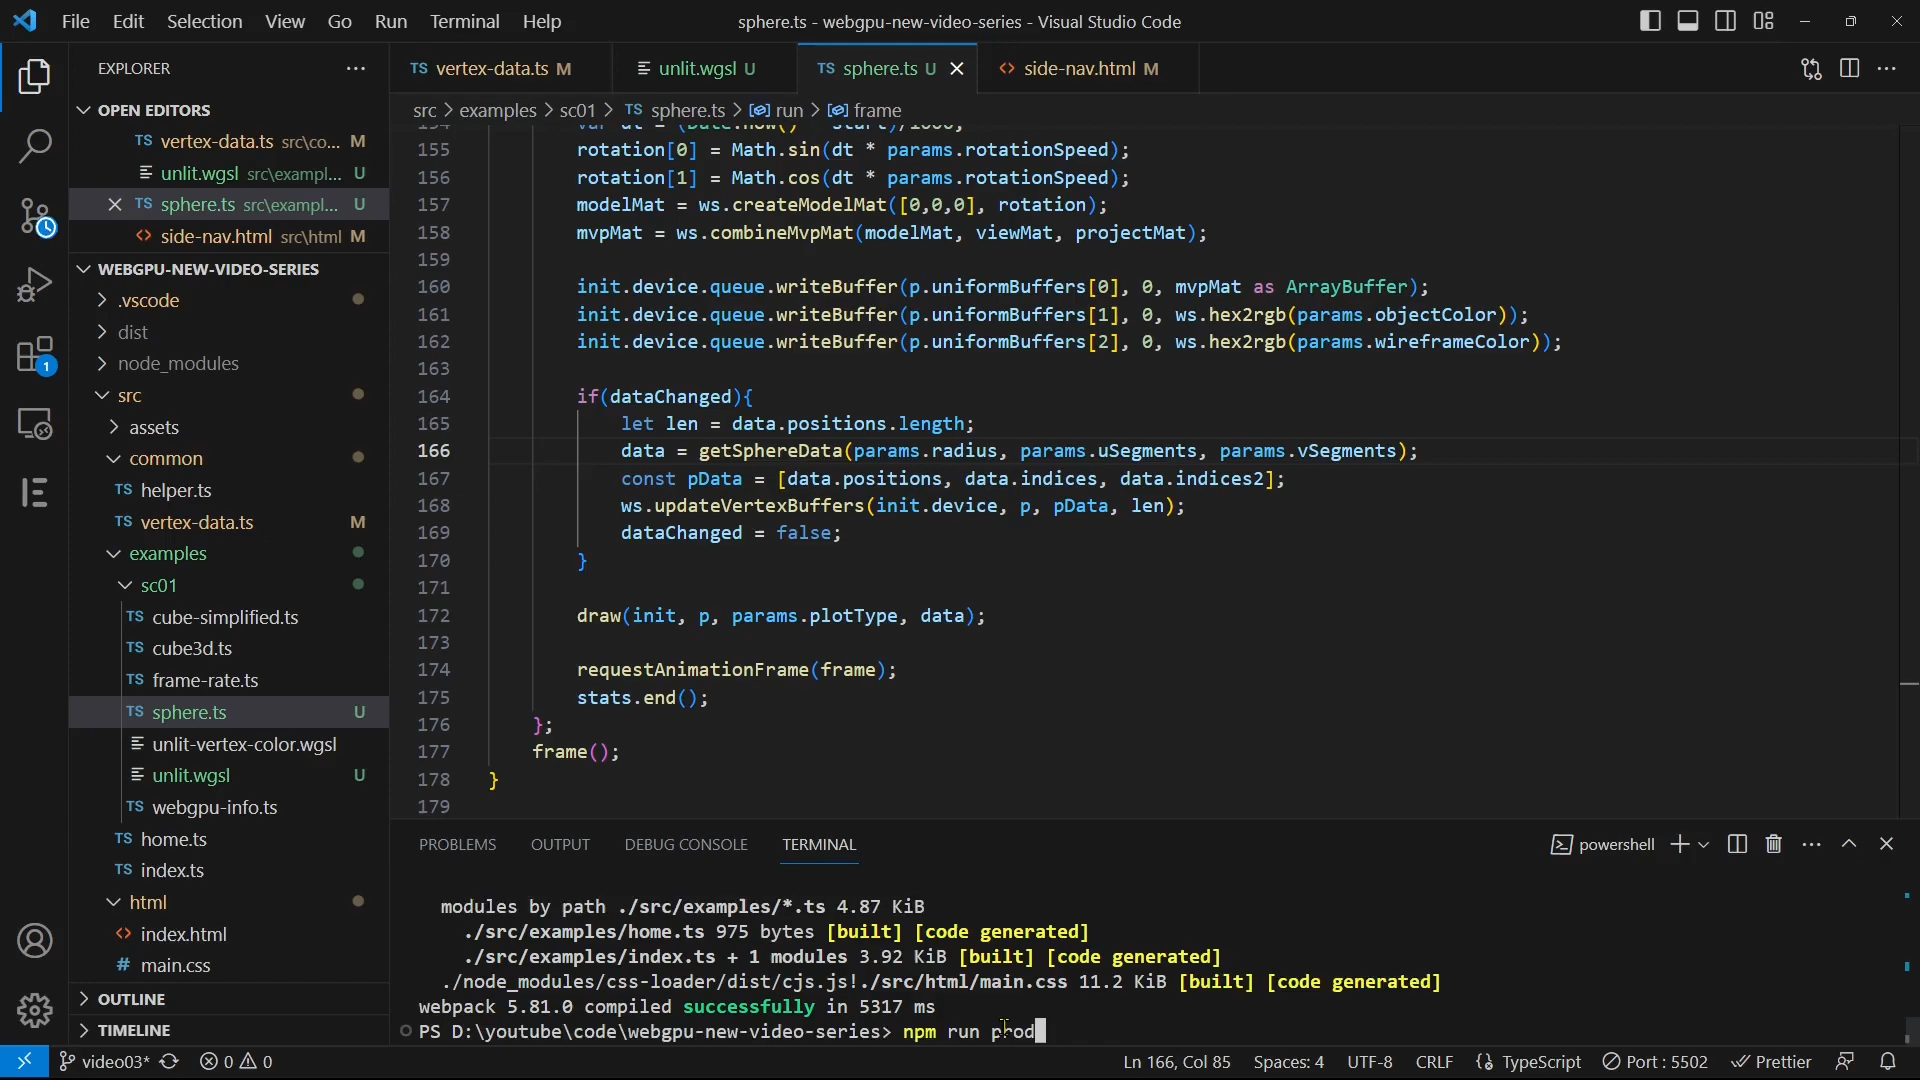 File Edit Selection View Go Run Terminal Help
sphere.ts - webgpu-new-video-series - Visual Studio Code
EXPLORER
OPEN EDITORS
TS vertex-data.ts src\co... M
unlit.wgsl src\exampl... U
TS sphere.ts src\exampl... U
<> side-nav.html src\html M
WEBGPU-NEW-VIDEO-SERIES
.vscode
dist
node_modules
src
assets
common
TS helper.ts
TS vertex-data.ts M
examples
sc01
TS cube-simplified.ts
TS cube3d.ts
TS frame-rate.ts
TS sphere.ts U
unlit-vertex-color.wgsl
unlit.wgsl U
TS webgpu-info.ts
TS home.ts
TS index.ts
html
<> index.html
# main.css
OUTLINE
TIMELINE
1
TS vertex-data.ts M
unlit.wgsl U
TS sphere.ts U
<> side-nav.html M
src > examples > sc01 > TS sphere.ts > run > frame
154 var dt = (Date.now() - start)/1000;
155 rotation[0] = Math.sin(dt * params.rotationSpeed);
156 rotation[1] = Math.cos(dt * params.rotationSpeed);
157 modelMat = ws.createModelMat([0,0,0], rotation);
158 mvpMat = ws.combineMvpMat(modelMat, viewMat, projectMat);
159
160 init.device.queue.writeBuffer(p.uniformBuffers[0], 0, mvpMat as ArrayBuffer);
161 init.device.queue.writeBuffer(p.uniformBuffers[1], 0, ws.hex2rgb(params.objectColor));
162 init.device.queue.writeBuffer(p.uniformBuffers[2], 0, ws.hex2rgb(params.wireframeColor));
163
164 if(dataChanged){
165 let len = data.positions.length;
166 data = getSphereData(params.radius, params.uSegments, params.vSegments);
167 const pData = [data.positions, data.indices, data.indices2];
168 ws.updateVertexBuffers(init.device, p, pData, len);
169 dataChanged = false;
170 }
171
172 draw(init, p, params.plotType, data);
173
174 requestAnimationFrame(frame);
175 stats.end();
176 };
177 frame();
178 }
179
PROBLEMS OUTPUT DEBUG CONSOLE TERMINAL
powershell
modules by path ./src/examples/*.ts 4.87 KiB
./src/examples/home.ts 975 bytes [built] [code generated]
./src/examples/index.ts + 1 modules 3.92 KiB [built] [code generated]
./node_modules/css-loader/dist/cjs.js!./src/html/main.css 11.2 KiB [built] [code generated]
webpack 5.81.0 compiled successfully in 5317 ms
PS D:\youtube\code\webgpu-new-video-series> npm run prod
video03* 0 0
Ln 166, Col 85 Spaces: 4 UTF-8 CRLF {} TypeScript Port : 5502 Prettier